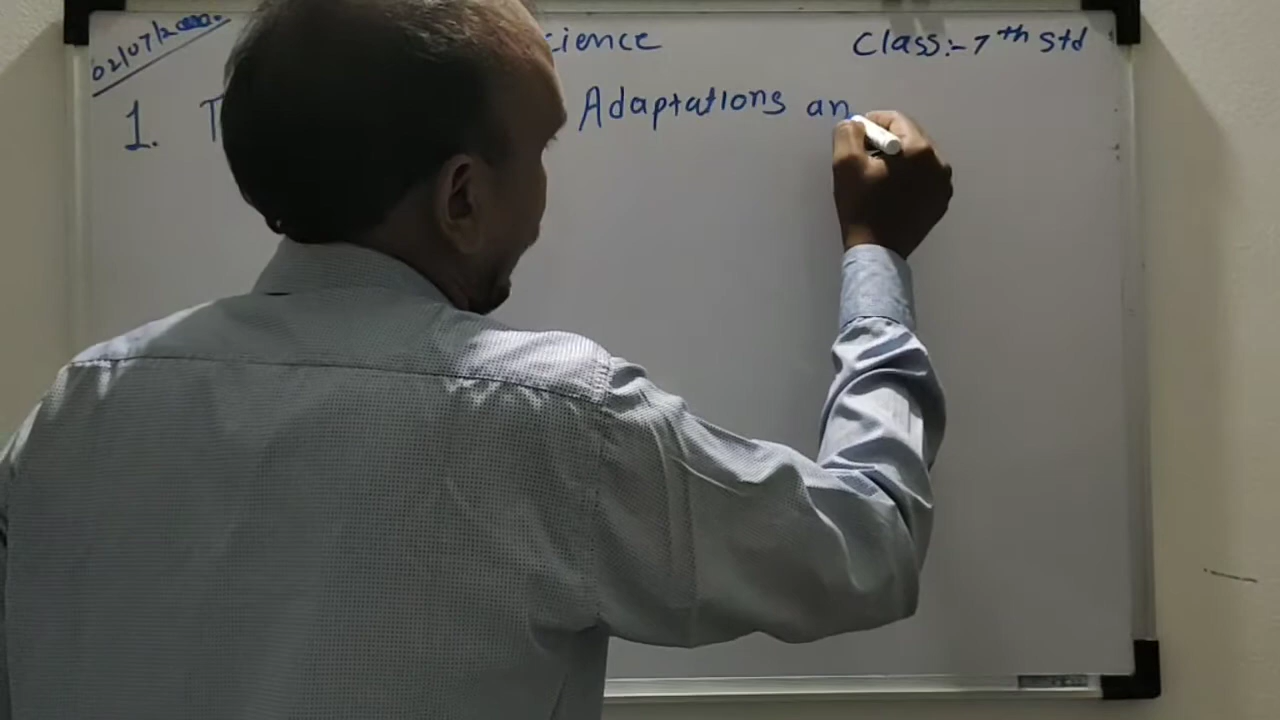 02/07/2020. cience Class:- 7th std
1. T Adaptations an